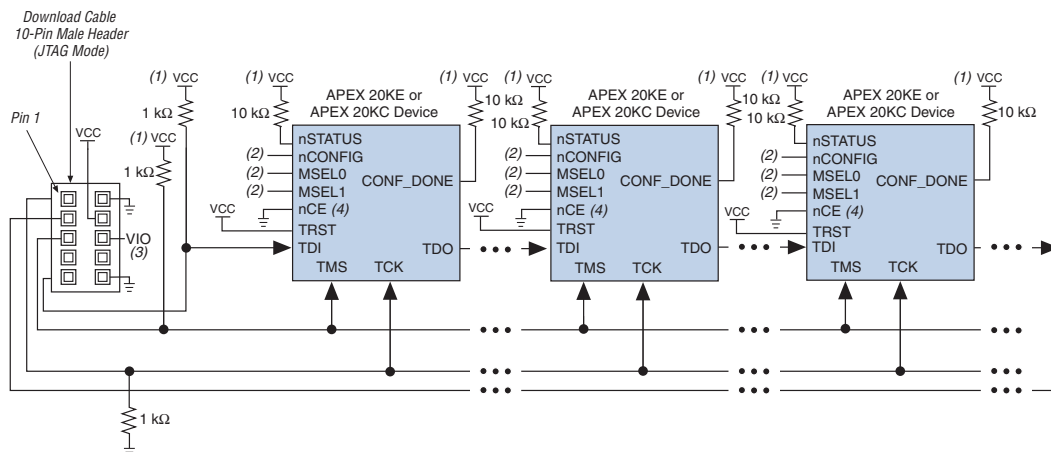 Download Cable
10-Pin Male Header
(JTAG Mode)
Pin 1
VCC
VIO
(3)
(1) VCC
1 kΩ
(1) VCC
1 kΩ
1 kΩ
(1) VCC
10 kΩ
APEX 20KE or
APEX 20KC Device
nSTATUS
(2) nCONFIG
(2) MSEL0
(2) MSEL1
nCE (4)
VCC
TRST
TDI
TMS
TCK
CONF_DONE
TDO
(1) VCC
10 kΩ
(1) VCC
10 kΩ
APEX 20KE or
APEX 20KC Device
nSTATUS
(2) nCONFIG
(2) MSEL0
(2) MSEL1
nCE (4)
VCC
TRST
TDI
TMS
TCK
CONF_DONE
TDO
(1) VCC
10 kΩ
(1) VCC
10 kΩ
APEX 20KE or
APEX 20KC Device
nSTATUS
(2) nCONFIG
(2) MSEL0
(2) MSEL1
nCE (4)
VCC
TRST
TDI
TMS
TCK
CONF_DONE
TDO
(1) VCC
10 kΩ